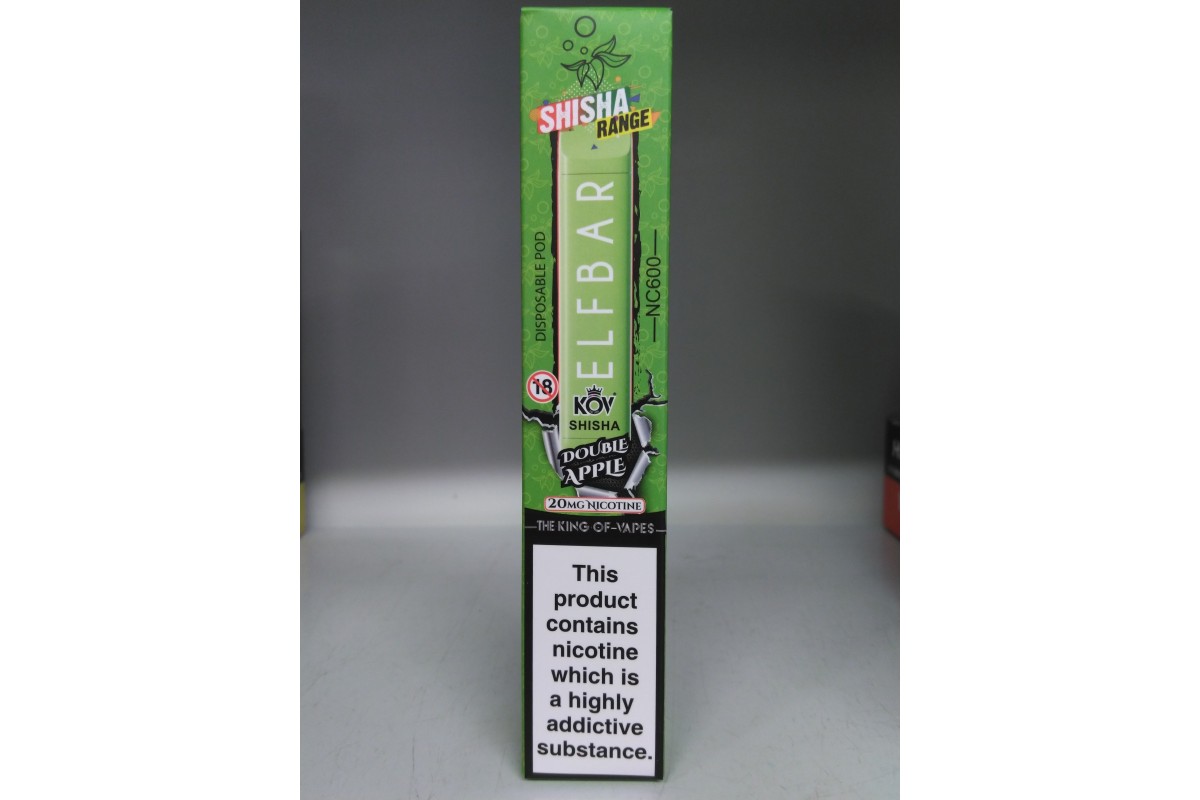 SHISHA
RANGE
ELFBAR
DISPOSABLE POD
NC600
18
KOV
SHISHA
DOUBLE
APPLE
20MG NICOTINE
THE KING OF-VAPES
This
product
contains
nicotine
which is
a highly
addictive
substance.